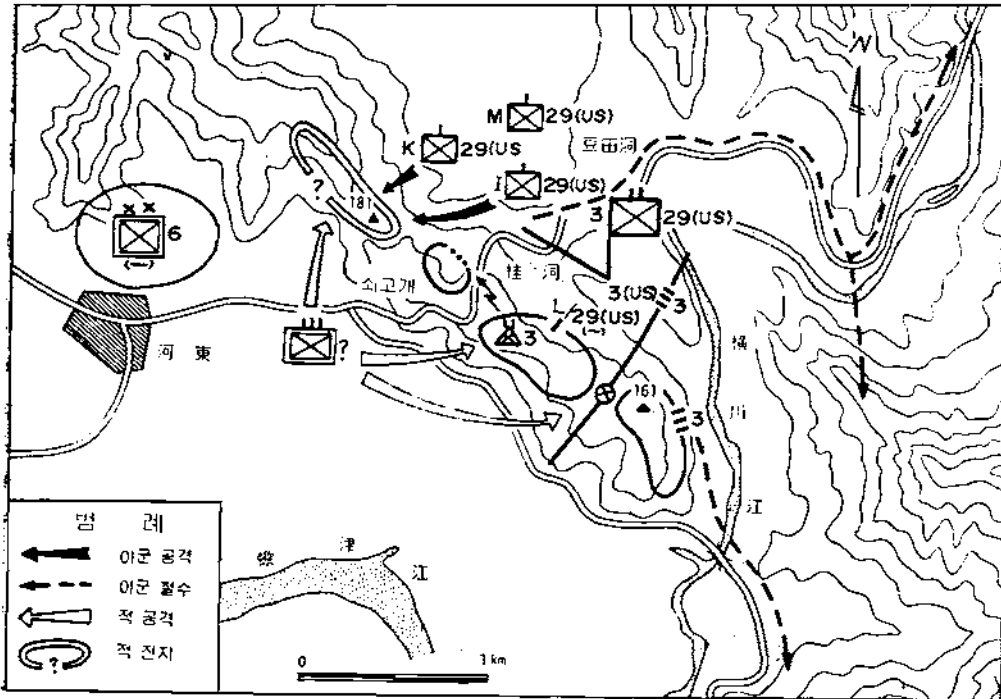 N
M 29(US)
K 29(US
豆田洞
I 29(US)
3 29(US)
181
?
××
6
(—)
쇠고개
桂 洞
3(US)
3
L 29(US)
(—)
橫
?
3
河 東
161
3
川
江
범 례
아군 공격
아군 철수
적 공격
? 적 진지
津
江
0 1km